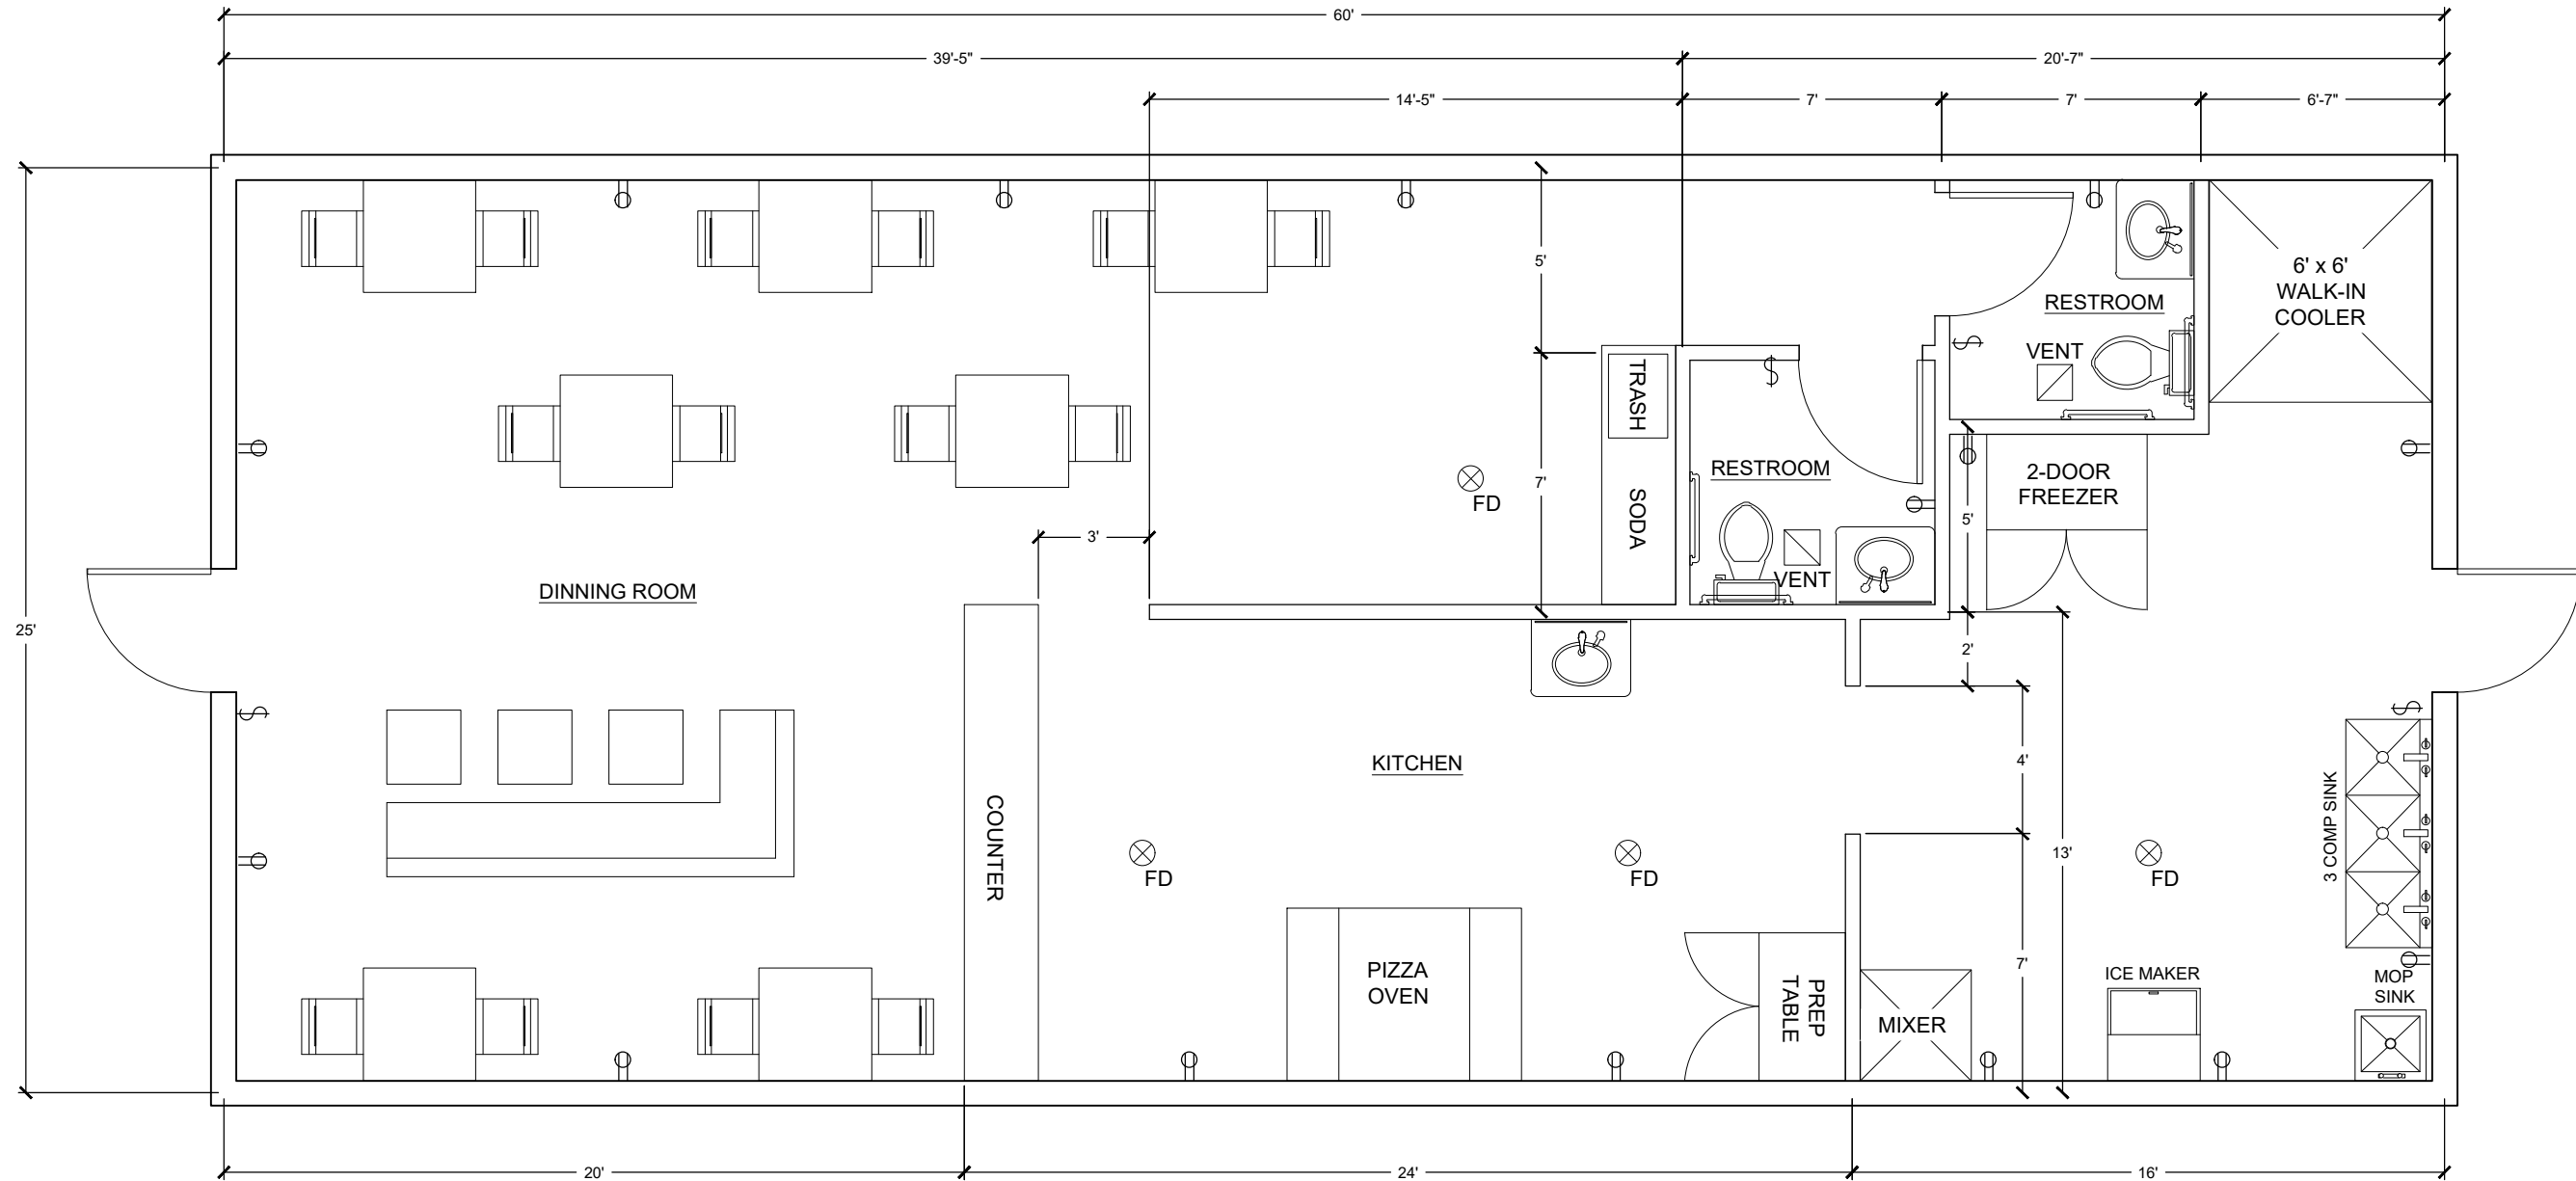 60'
39'-5"
20'-7"
14'-5"
7'
7'
6'-7"
5'
6' x 6'
WALK-IN
COOLER
RESTROOM
VENT
TRASH
RESTROOM
2-DOOR
FREEZER
7'
SODA
FD
5'
3'
VENT
DINNING ROOM
25'
2'
KITCHEN
4'
COUNTER
3 COMP SINK
13'
FD
FD
FD
7'
PIZZA
OVEN
PREP
TABLE
MIXER
ICE MAKER
MOP
SINK
20'
24'
16'